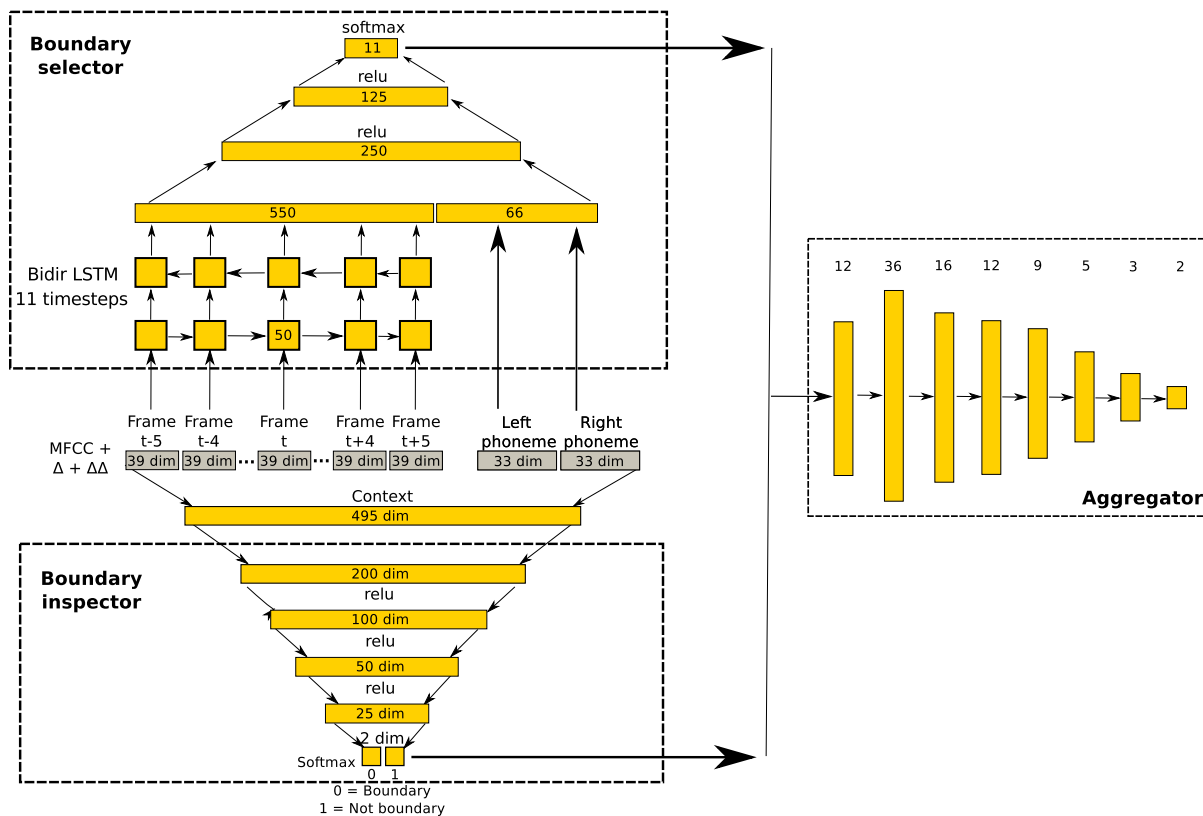 Boundary
selector
softmax
11
relu
125
relu
250
550
66
Bidir LSTM
11 timesteps
50
Frame
t-5
Frame
t-4
Frame
t
Frame
t+4
Frame
t+5
Left
phoneme
Right
phoneme
MFCC +
Δ + ΔΔ
39 dim
39 dim
...
39 dim
...
39 dim
39 dim
33 dim
33 dim
Context
495 dim
Boundary
inspector
200 dim
relu
100 dim
relu
50 dim
relu
25 dim
2 dim
Softmax
0 1
0 = Boundary
1 = Not boundary
12 36 16 12 9 5 3 2
Aggregator